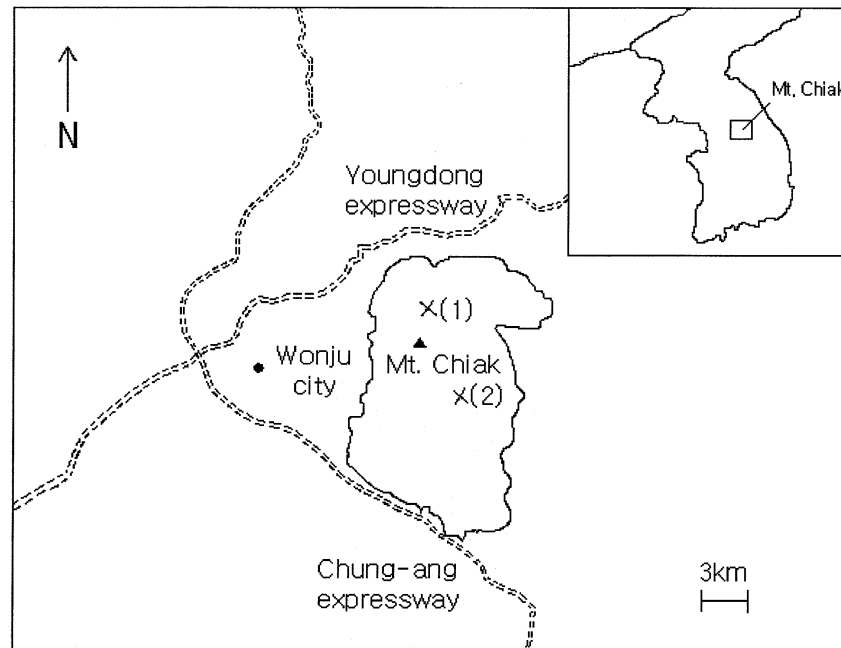 Mt. Chiak
N
Youngdong
expressway
X(1)
Wonju
city
Mt. Chiak
X(2)
Chung-ang
expressway
3km